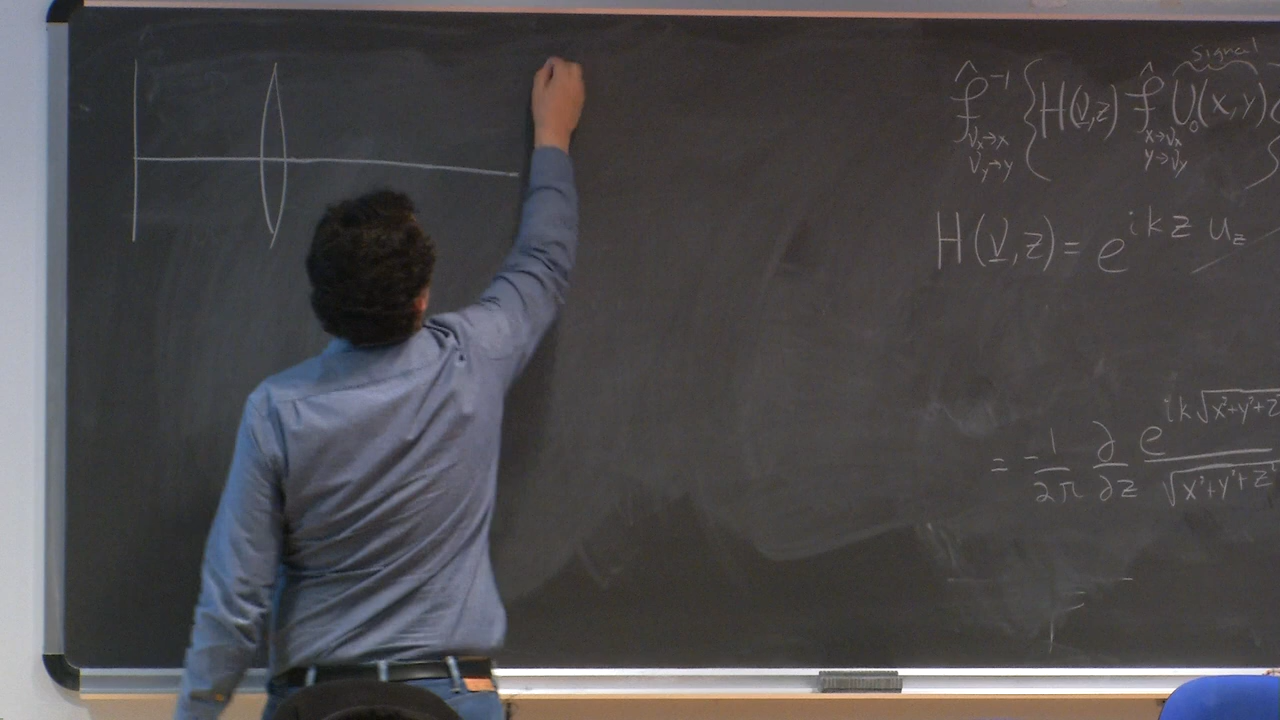 Signal
ℱ̂⁻¹ { H(ν,z) ℱ̂ U₀(x,y)
νₓ→x x→νₓ
ν_y→y y→ν_y
H(ν,z) = e^{ikz u_z}
= -1/2π ∂/∂z e^{ik√x²+y²+z²}/√x²+y²+z²
=